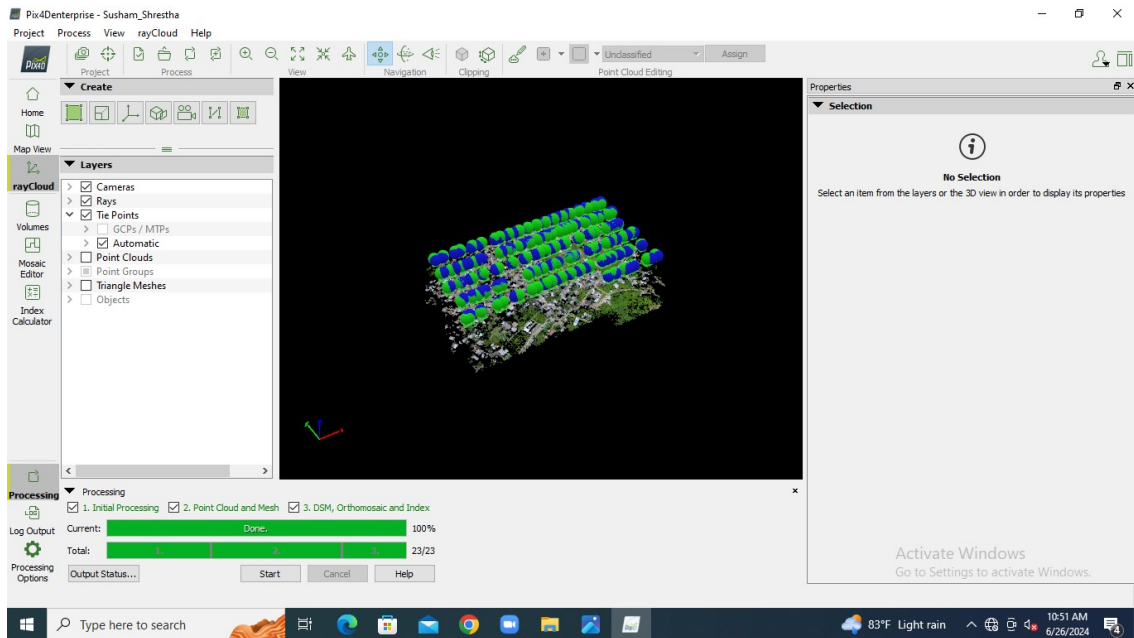 Pix4Denterprise - Susham_Shrestha
Project Process View rayCloud Help
Unclassified Assign
Project Process View Navigation Clipping Point Cloud Editing
PIX4D
Home
Map View
rayCloud
Volumes
Mosaic
Editor
Index
Calculator
Processing
Log Output
Processing
Options
Create
Layers
Cameras
Rays
Tie Points
GCPs / MTPs
Automatic
Point Clouds
Point Groups
Triangle Meshes
Objects
Properties
Selection
No Selection
Select an item from the layers or the 3D view in order to display its properties
Processing
1. Initial Processing 2. Point Cloud and Mesh 3. DSM, Orthomosaic and Index
Current: Done. 100%
Total: 1. 2. 3. 23/23
Output Status... Start Cancel Help
Activate Windows
Go to Settings to activate Windows.
Type here to search
83°F Light rain
10:51 AM
6/26/2024
4